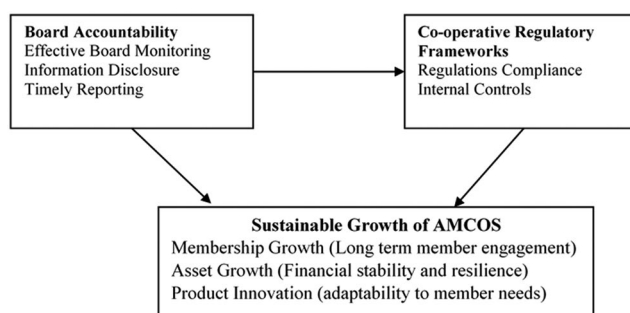 Board Accountability
Effective Board Monitoring
Information Disclosure
Timely Reporting
Co-operative Regulatory
Frameworks
Regulations Compliance
Internal Controls
Sustainable Growth of AMCOS
Membership Growth (Long term member engagement)
Asset Growth (Financial stability and resilience)
Product Innovation (adaptability to member needs)